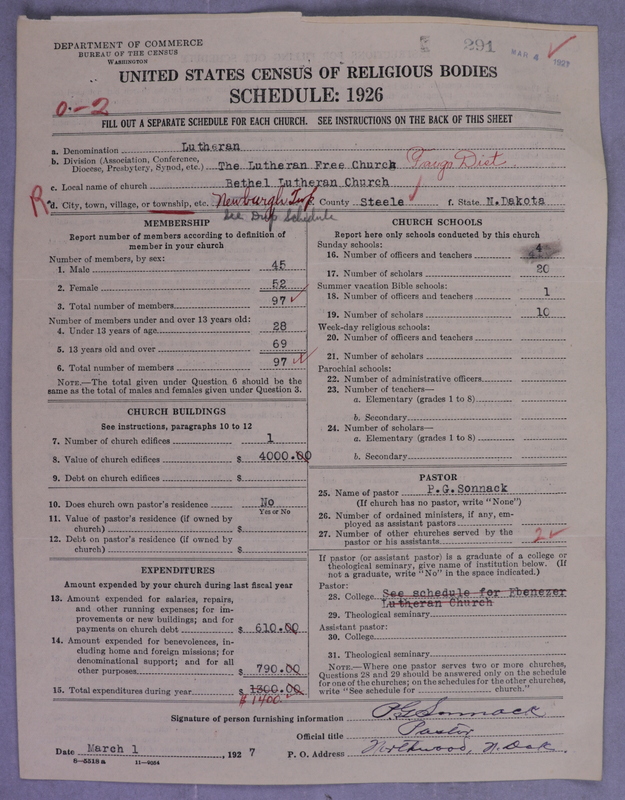 DEPARTMENT OF COMMERCE
BUREAU OF THE CENSUS
WASHINGTON
291
MAR 4 1927
UNITED STATES CENSUS OF RELIGIOUS BODIES
SCHEDULE: 1926
0-2
FILL OUT A SEPARATE SCHEDULE FOR EACH CHURCH. SEE INSTRUCTIONS ON THE BACK OF THIS SHEET
a. Denomination Lutheran
b. Division (Association, Conference, Diocese, Presbytery, Synod, etc.) The Lutheran Free Church Dist
c. Local name of church Bethel Lutheran Church
R d. City, town, village, or township, etc. Newburgh Twp. County Steele f. State N.Dakota
See Dup Schedule
MEMBERSHIP
Report number of members according to definition of member in your church
Number of members, by sex:
1. Male 45
2. Female 52
3. Total number of members 97
Number of members under and over 13 years old:
4. Under 13 years of age 28
5. 13 years old and over 69
6. Total number of members 97
NOTE.—The total given under Question 6 should be the same as the total of males and females given under Question 3.
CHURCH BUILDINGS
See instructions, paragraphs 10 to 12
7. Number of church edifices 1
8. Value of church edifices $ 4000.00
9. Debt on church edifices $
10. Does church own pastor's residence No
Yes or No
11. Value of pastor's residence (if owned by church) $
12. Debt on pastor's residence (if owned by church) $
EXPENDITURES
Amount expended by your church during last fiscal year
13. Amount expended for salaries, repairs, and other running expenses; for improvements or new buildings; and for payments on church debt $ 610.00
14. Amount expended for benevolences, including home and foreign missions; for denominational support; and for all other purposes $ 790.00
15. Total expenditures during year $ 1300.00
$ 1400.
CHURCH SCHOOLS
Report here only schools conducted by this church
Sunday schools:
16. Number of officers and teachers 4
17. Number of scholars 20
Summer vacation Bible schools:
18. Number of officers and teachers 1
19. Number of scholars 10
Week-day religious schools:
20. Number of officers and teachers
21. Number of scholars
Parochial schools:
22. Number of administrative officers
23. Number of teachers—
a. Elementary (grades 1 to 8)
b. Secondary
24. Number of scholars—
a. Elementary (grades 1 to 8)
b. Secondary
PASTOR
25. Name of pastor P.G.Sonnack
(If church has no pastor, write "None")
26. Number of ordained ministers, if any, employed as assistant pastors
27. Number of other churches served by the pastor or his assistants 2
If pastor (or assistant pastor) is a graduate of a college or theological seminary, give name of institution below. (If not a graduate, write "No" in the space indicated.)
Pastor:
28. College See schedule for Ebenezer
Lutheran Church
29. Theological seminary
Assistant pastor:
30. College
31. Theological seminary
NOTE.—Where one pastor serves two or more churches, Questions 28 and 29 should be answered only on the schedule for one of the churches; on the schedules for the other churches, write "See schedule for church."
Signature of person furnishing information P G Sonnack
Official title Pastor
Date March 1, 1927 P. O. Address Northwood, N. Dak.
8-5318 a 11-9054